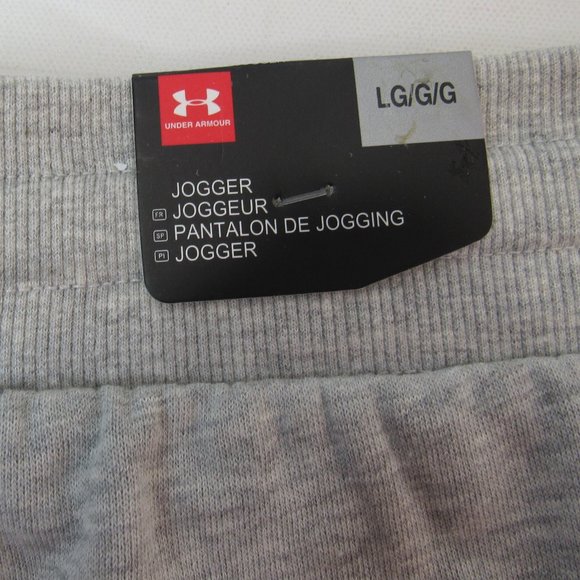 UNDER ARMOUR
L.G/G/G
JOGGER
FR JOGGEUR
SP PANTALON DE JOGGING
PI JOGGER